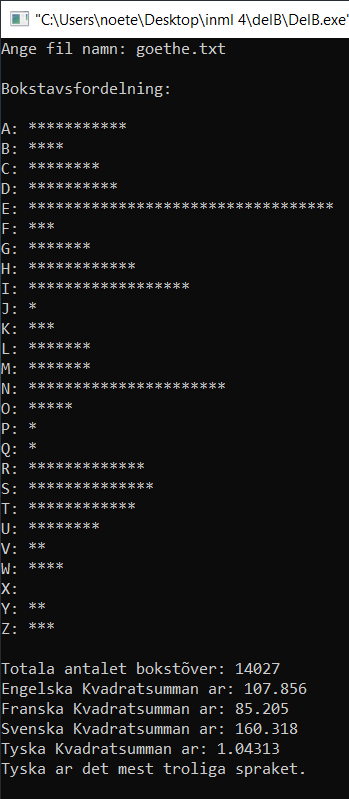 "C:\Users\noete\Desktop\inml 4\delB\DelB.exe"
Ange fil namn: goethe.txt
Bokstavsfordelning:
A: ***********
B: ****
C: ********
D: **********
E: **********************************
F: ***
G: *******
H: ************
I: ******************
J: *
K: ***
L: *******
M: *******
N: **********************
O: *****
P: *
Q: *
R: *************
S: **************
T: ************
U: ********
V: **
W: ****
X:
Y: **
Z: ***
Totala antalet bokstõver: 14027
Engelska Kvadratsumman ar: 107.856
Franska Kvadratsumman ar: 85.205
Svenska Kvadratsumman ar: 160.318
Tyska Kvadratsumman ar: 1.04313
Tyska ar det mest troliga spraket.